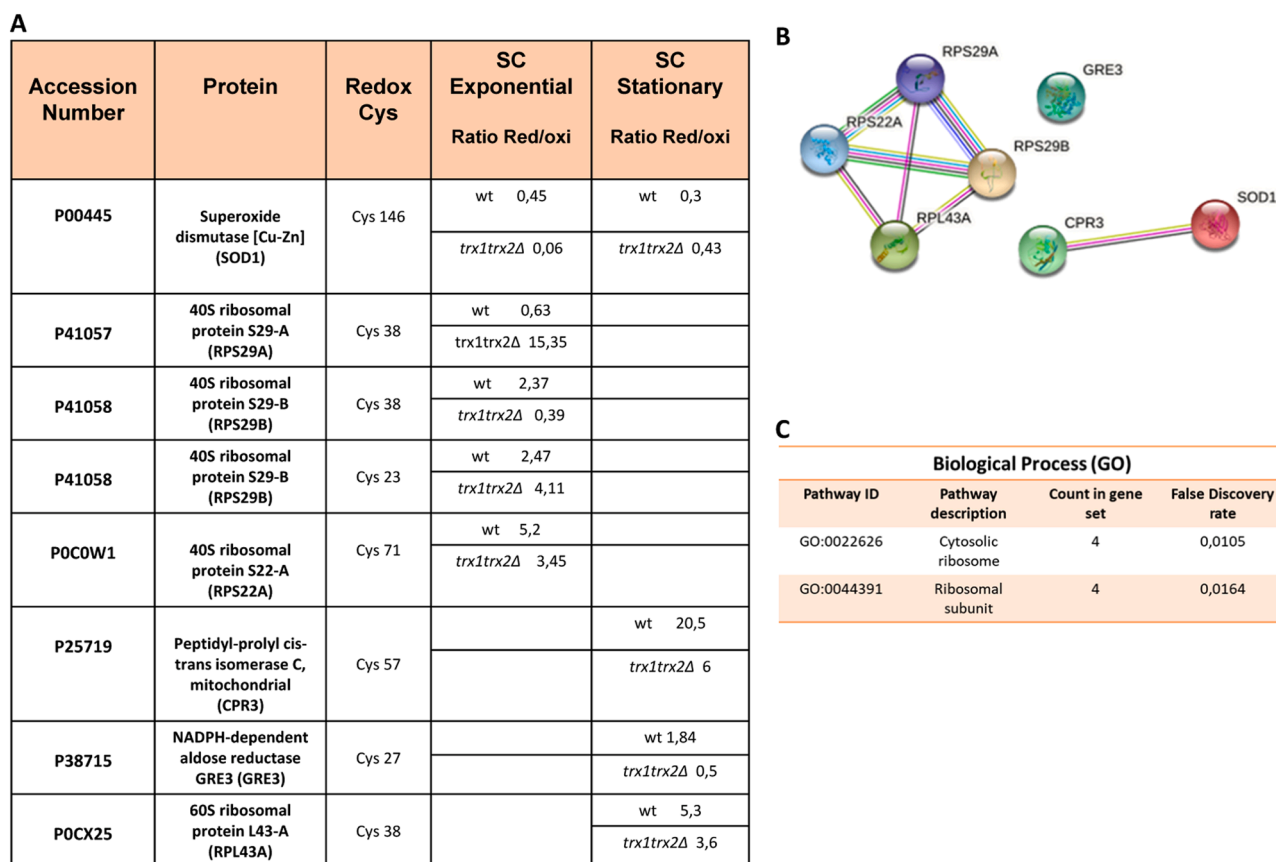 A
Accession Number
Protein
Redox Cys
SC Exponential
Ratio Red/oxi
SC Stationary
Ratio Red/oxi
P00445
Superoxide
dismutase [Cu-Zn]
(SOD1)
Cys 146
wt 0,45
trx1trx2Δ 0,06
wt 0,3
trx1trx2Δ 0,43
P41057
40S ribosomal
protein S29-A
(RPS29A)
Cys 38
wt 0,63
trx1trx2Δ 15,35
P41058
40S ribosomal
protein S29-B
(RPS29B)
Cys 38
wt 2,37
trx1trx2Δ 0,39
P41058
40S ribosomal
protein S29-B
(RPS29B)
Cys 23
wt 2,47
trx1trx2Δ 4,11
P0C0W1
40S ribosomal
protein S22-A
(RPS22A)
Cys 71
wt 5,2
trx1trx2Δ 3,45
P25719
Peptidyl-prolyl cis-
trans isomerase C,
mitochondrial
(CPR3)
Cys 57
wt 20,5
trx1trx2Δ 6
P38715
NADPH-dependent
aldose reductase
GRE3 (GRE3)
Cys 27
wt 1,84
trx1trx2Δ 0,5
P0CX25
60S ribosomal
protein L43-A
(RPL43A)
Cys 38
wt 5,3
trx1trx2Δ 3,6
B
RPS29A
GRE3
RPS22A
RPS29B
RPL43A
CPR3
SOD1
C
Biological Process (GO)
Pathway ID
Pathway
description
Count in gene
set
False Discovery
rate
GO:0022626
Cytosolic
ribosome
4
0,0105
GO:0044391
Ribosomal
subunit
4
0,0164